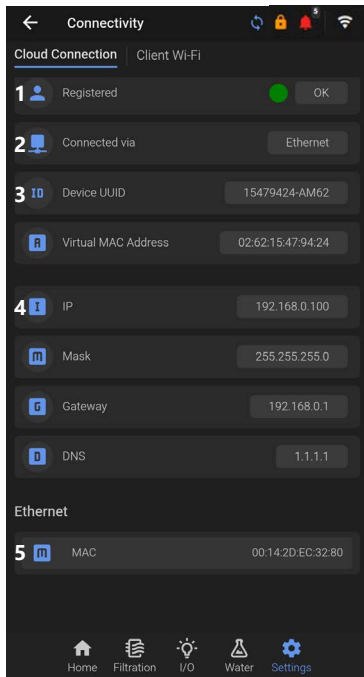 Connectivity
5
Cloud Connection
Client Wi-Fi
1 Registered OK
2 Connected via Ethernet
3 ID Device UUID 15479424-AM62
A Virtual MAC Address 02:62:15:47:94:24
4 I IP 192.168.0.100
m Mask 255.255.255.0
G Gateway 192.168.0.1
D DNS 1.1.1.1
Ethernet
5 m MAC 00:14:2D:EC:32:80
Home Filtration I/O Water Settings